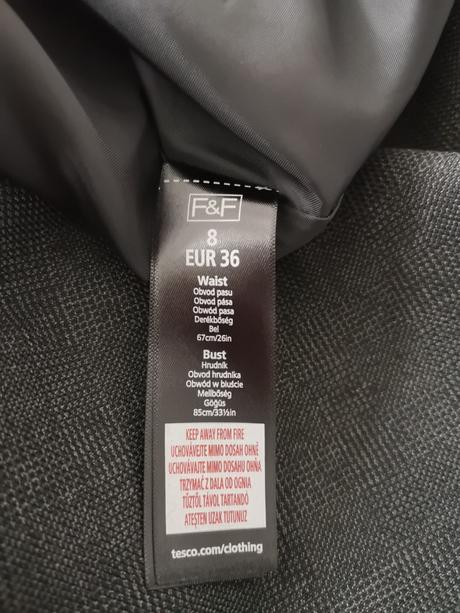 F&F
8
EUR 36
Waist
Obvod pasu
Obvod pása
Obwód pasa
Derékbőség
Bel
67cm/26in
Bust
Hrudník
Obvod hrudníka
Obwód w biuście
Mellbőség
Göğüs
85cm/33½in
KEEP AWAY FROM FIRE
UCHOVÁVEJTE MIMO DOSAH OHNĚ
UCHOVÁVAJTE MIMO DOSAHU OHŇA
TRZYMAĆ Z DALA OD OGNIA
TŰZTŐL TÁVOL TARTANDÓ
ATEŞTEN UZAK TUTUNUZ
tesco.com/clothing